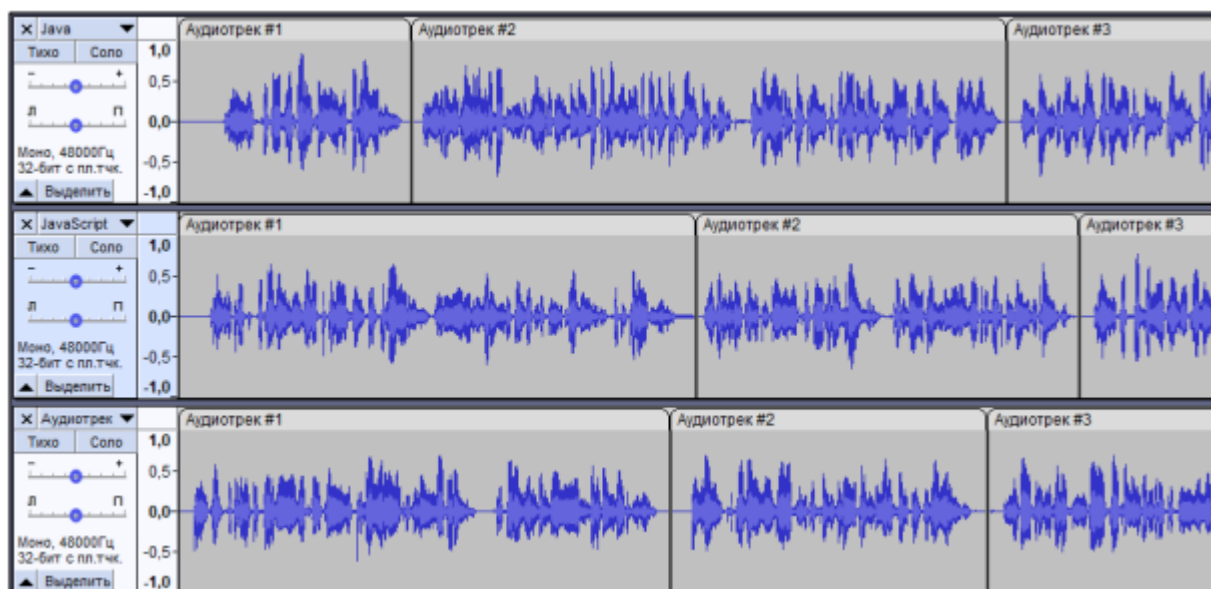 × Java ▼ Аудиотрек #1 Аудиотрек #2 Аудиотрек #3
Тихо Соло 1,0
- + 0,5
Л П 0,0
Моно, 48000Гц -0,5
32-бит с пл.тчк.
▲ Выделить -1,0
× JavaScript ▼ Аудиотрек #1 Аудиотрек #2 Аудиотрек #3
Тихо Соло 1,0
- + 0,5
Л П 0,0
Моно, 48000Гц -0,5
32-бит с пл.тчк.
▲ Выделить -1,0
× Аудиотрек ▼ Аудиотрек #1 Аудиотрек #2 Аудиотрек #3
Тихо Соло 1,0
- + 0,5
Л П 0,0
Моно, 48000Гц -0,5
32-бит с пл.тчк.
▲ Выделить -1,0